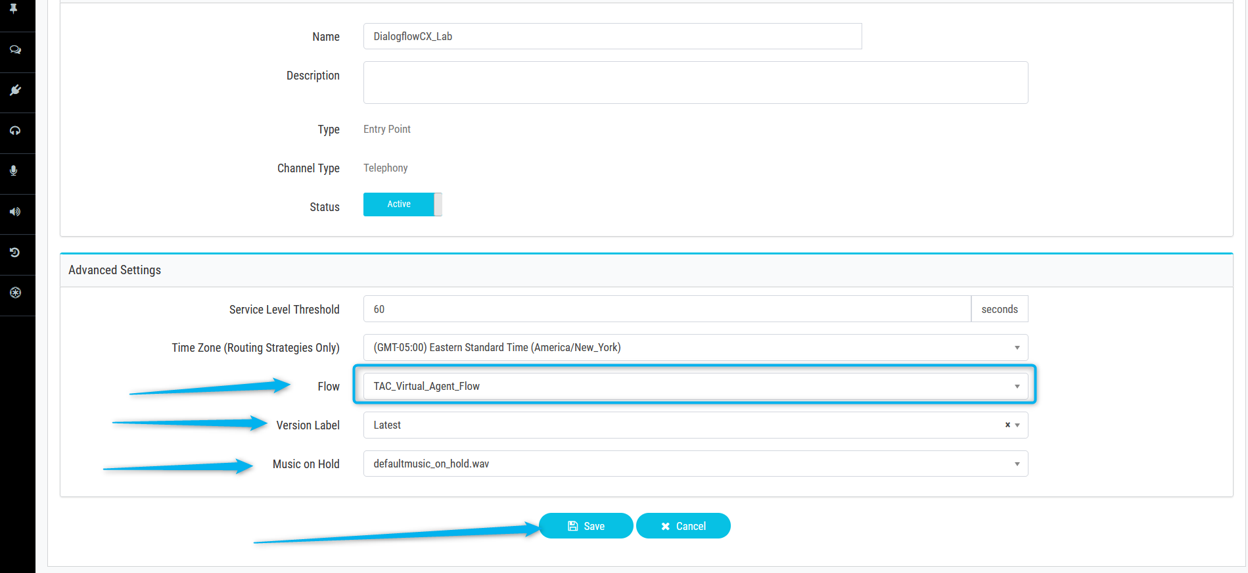 Name DialogflowCX_Lab
Description
Type Entry Point
Channel Type Telephony
Status Active
Advanced Settings
Service Level Threshold 60 seconds
Time Zone (Routing Strategies Only) (GMT-05:00) Eastern Standard Time (America/New_York)
Flow TAC_Virtual_Agent_Flow
Version Label Latest
Music on Hold defaultmusic_on_hold.wav
Save Cancel